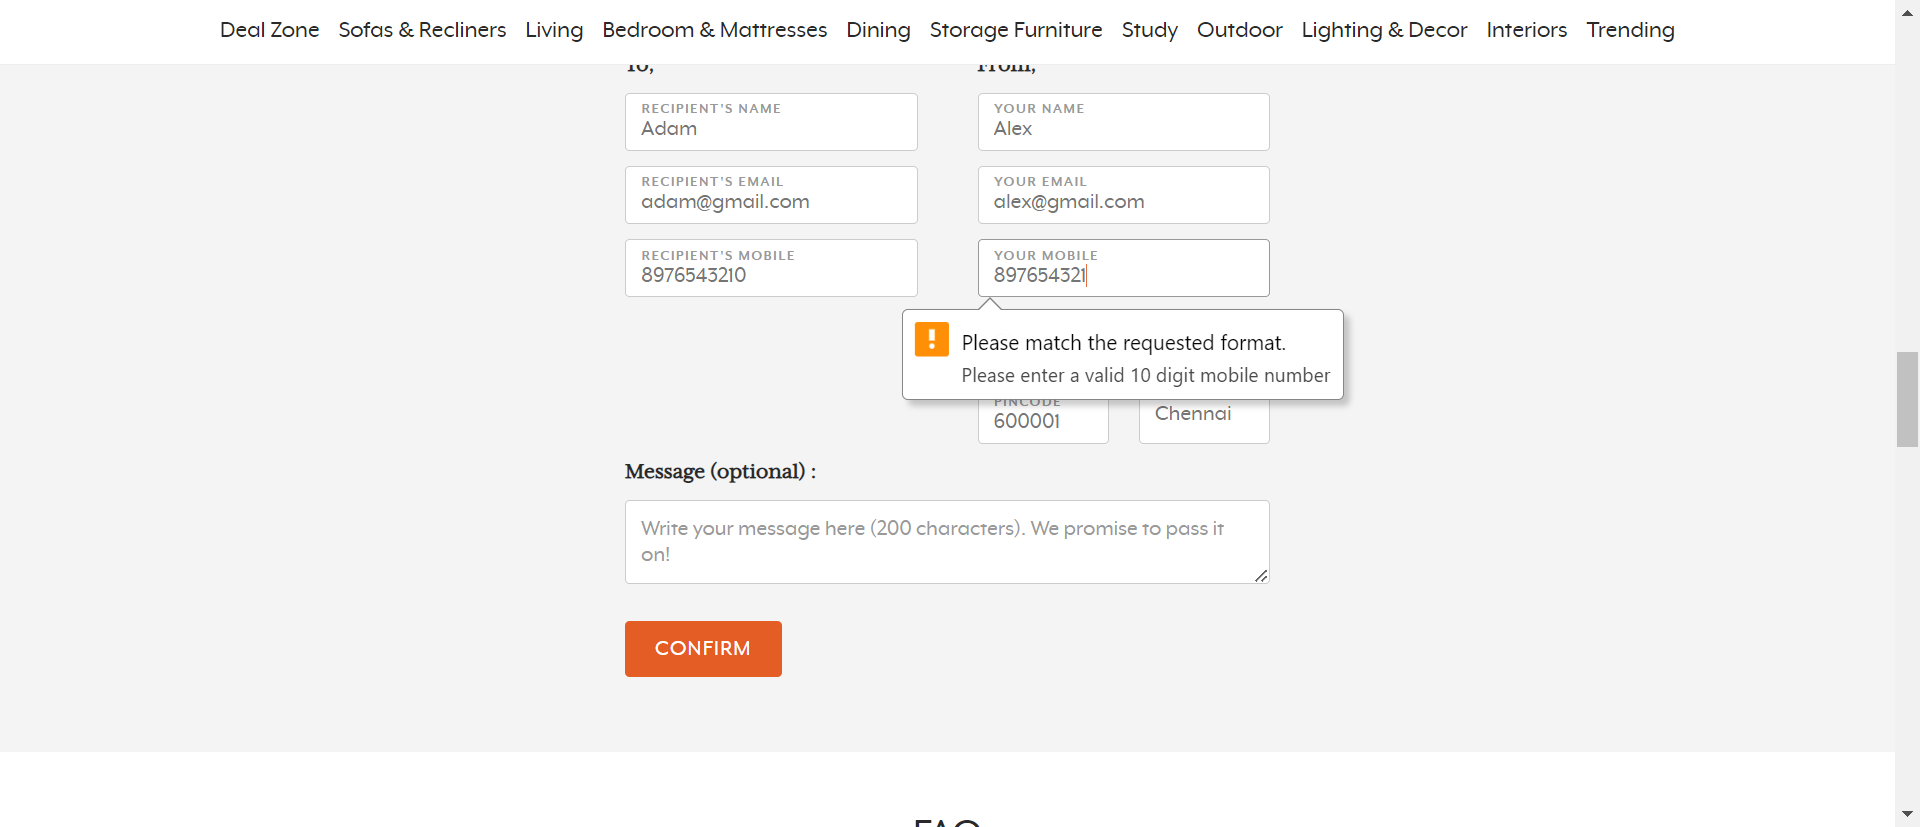 Deal Zone Sofas & Recliners Living Bedroom & Mattresses Dining Storage Furniture Study Outdoor Lighting & Decor Interiors Trending
To, From,
RECIPIENT'S NAME
Adam
YOUR NAME
Alex
RECIPIENT'S EMAIL
adam@gmail.com
YOUR EMAIL
alex@gmail.com
RECIPIENT'S MOBILE
8976543210
YOUR MOBILE
897654321
Please match the requested format.
Please enter a valid 10 digit mobile number
PINCODE
600001
Chennai
Message (optional) :
Write your message here (200 characters). We promise to pass it
on!
CONFIRM
FAQ